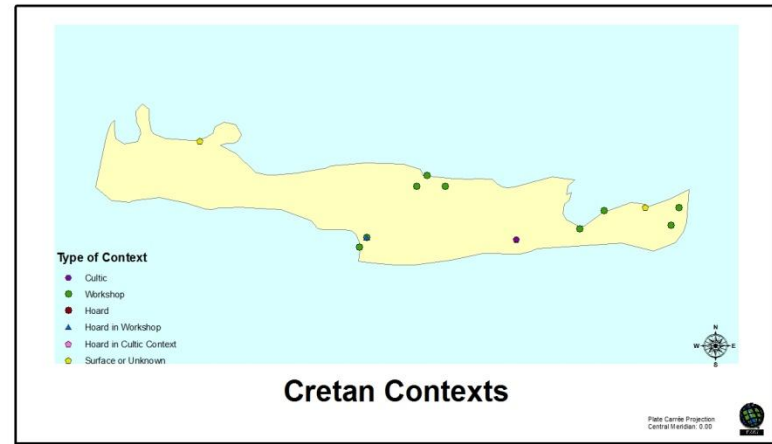 Type of Context
Cultic
Workshop
Hoard
Hoard in Workshop
Hoard in Cultic Context
Surface or Unknown
N
W E
S
Cretan Contexts
Plate Carrée Projection
Central Meridian: 0.00